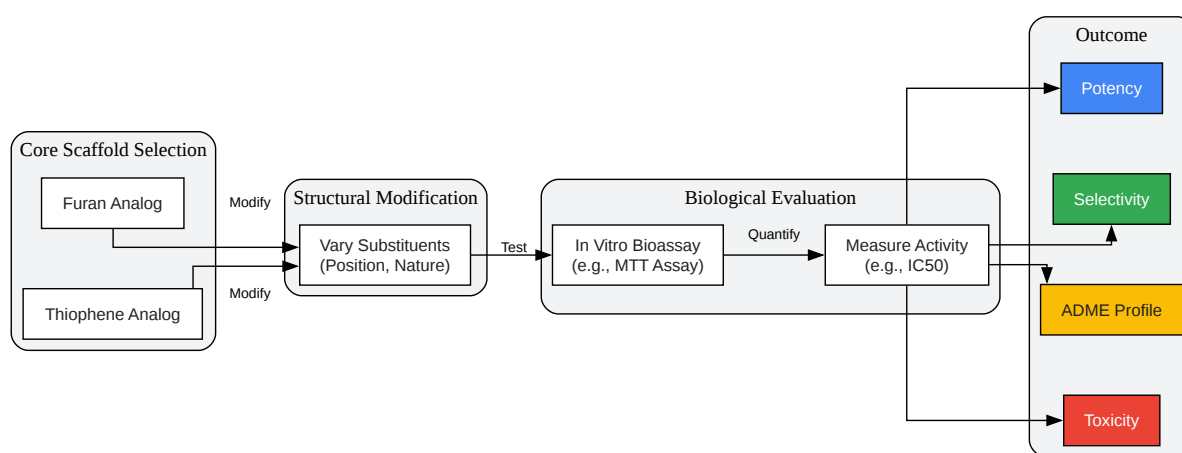 Core Scaffold Selection
Furan Analog
Thiophene Analog
Modify
Modify
Structural Modification
Vary Substituents
(Position, Nature)
Test
Biological Evaluation
In Vitro Bioassay
(e.g., MTT Assay)
Quantify
Measure Activity
(e.g., IC50)
Outcome
Potency
Selectivity
ADME Profile
Toxicity